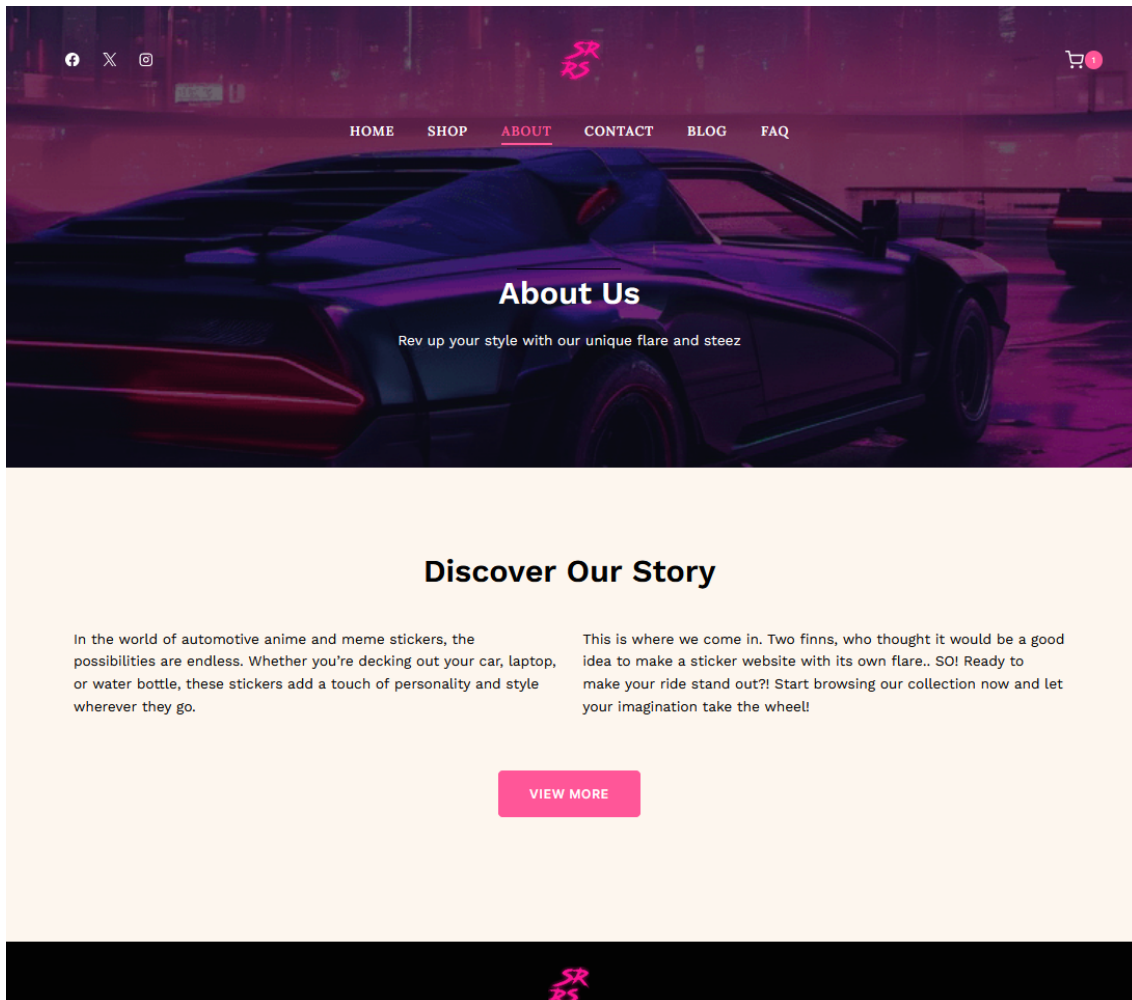 SR
RS
1
HOME SHOP ABOUT CONTACT BLOG FAQ
About Us
Rev up your style with our unique flare and steez
Discover Our Story
In the world of automotive anime and meme stickers, the
possibilities are endless. Whether you’re decking out your car, laptop,
or water bottle, these stickers add a touch of personality and style
wherever they go.
This is where we come in. Two finns, who thought it would be a good
idea to make a sticker website with its own flare.. SO! Ready to
make your ride stand out?! Start browsing our collection now and let
your imagination take the wheel!
VIEW MORE
SR
RS